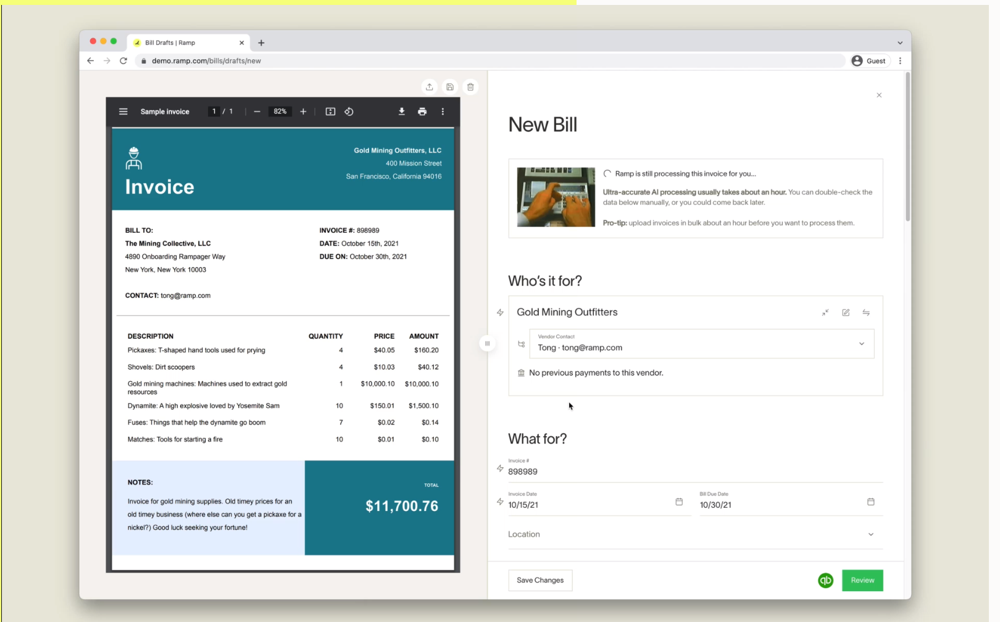 Bill Drafts | Ramp
demo.ramp.com/bills/drafts/new
Guest
Sample invoice
1 / 1
82%
Invoice
Gold Mining Outfitters, LLC
400 Mission Street
San Francisco, California 94016
BILL TO:
The Mining Collective, LLC
4890 Onboarding Rampager Way
New York, New York 10003
CONTACT: tong@ramp.com
INVOICE #: 898989
DATE: October 15th, 2021
DUE ON: October 30th, 2021
DESCRIPTION QUANTITY PRICE AMOUNT
Pickaxes: T-shaped hand tools used for prying 4 $40.05 $160.20
Shovels: Dirt scoopers 4 $10.03 $40.12
Gold mining machines: Machines used to extract gold 1 $10,000.10 $10,000.10
resources
Dynamite: A high explosive loved by Yosemite Sam 10 $150.01 $1,500.10
Fuses: Things that help the dynamite go boom 7 $0.02 $0.14
Matches: Tools for starting a fire 10 $0.01 $0.10
NOTES:
Invoice for gold mining supplies. Old timey prices for an
old timey business (where else can you get a pickaxe for a
nickel?) Good luck seeking your fortune!
TOTAL
$11,700.76
New Bill
Ramp is still processing this invoice for you...
Ultra-accurate AI processing usually takes about an hour. You can double-check the
data below manually, or you could come back later.
Pro-tip: upload invoices in bulk about an hour before you want to process them.
Who's it for?
Gold Mining Outfitters
Vendor Contact
Tong · tong@ramp.com
No previous payments to this vendor.
What for?
Invoice #
898989
Invoice Date
10/15/21
Bill Due Date
10/30/21
Location
Save Changes
qb
Review